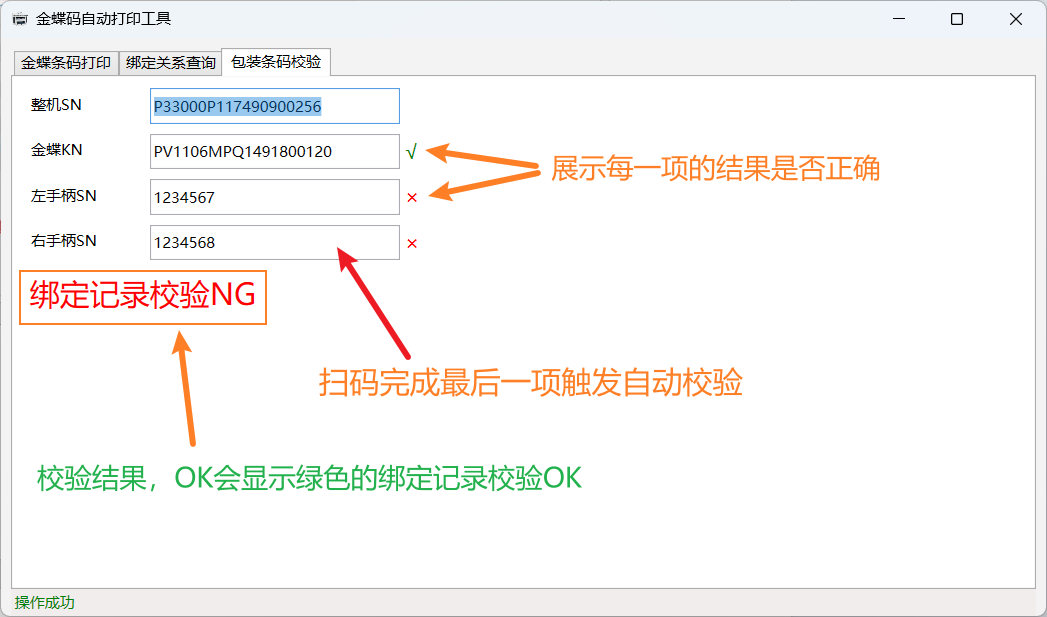 金蝶码自动打印工具
金蝶条码打印 绑定关系查询 包装条码校验
整机SN P33000P117490900256
金蝶KN PV1106MPQ1491800120 √
展示每一项的结果是否正确
左手柄SN 1234567 ×
右手柄SN 1234568 ×
绑定记录校验NG
扫码完成最后一项触发自动校验
校验结果，OK会显示绿色的绑定记录校验OK
操作成功